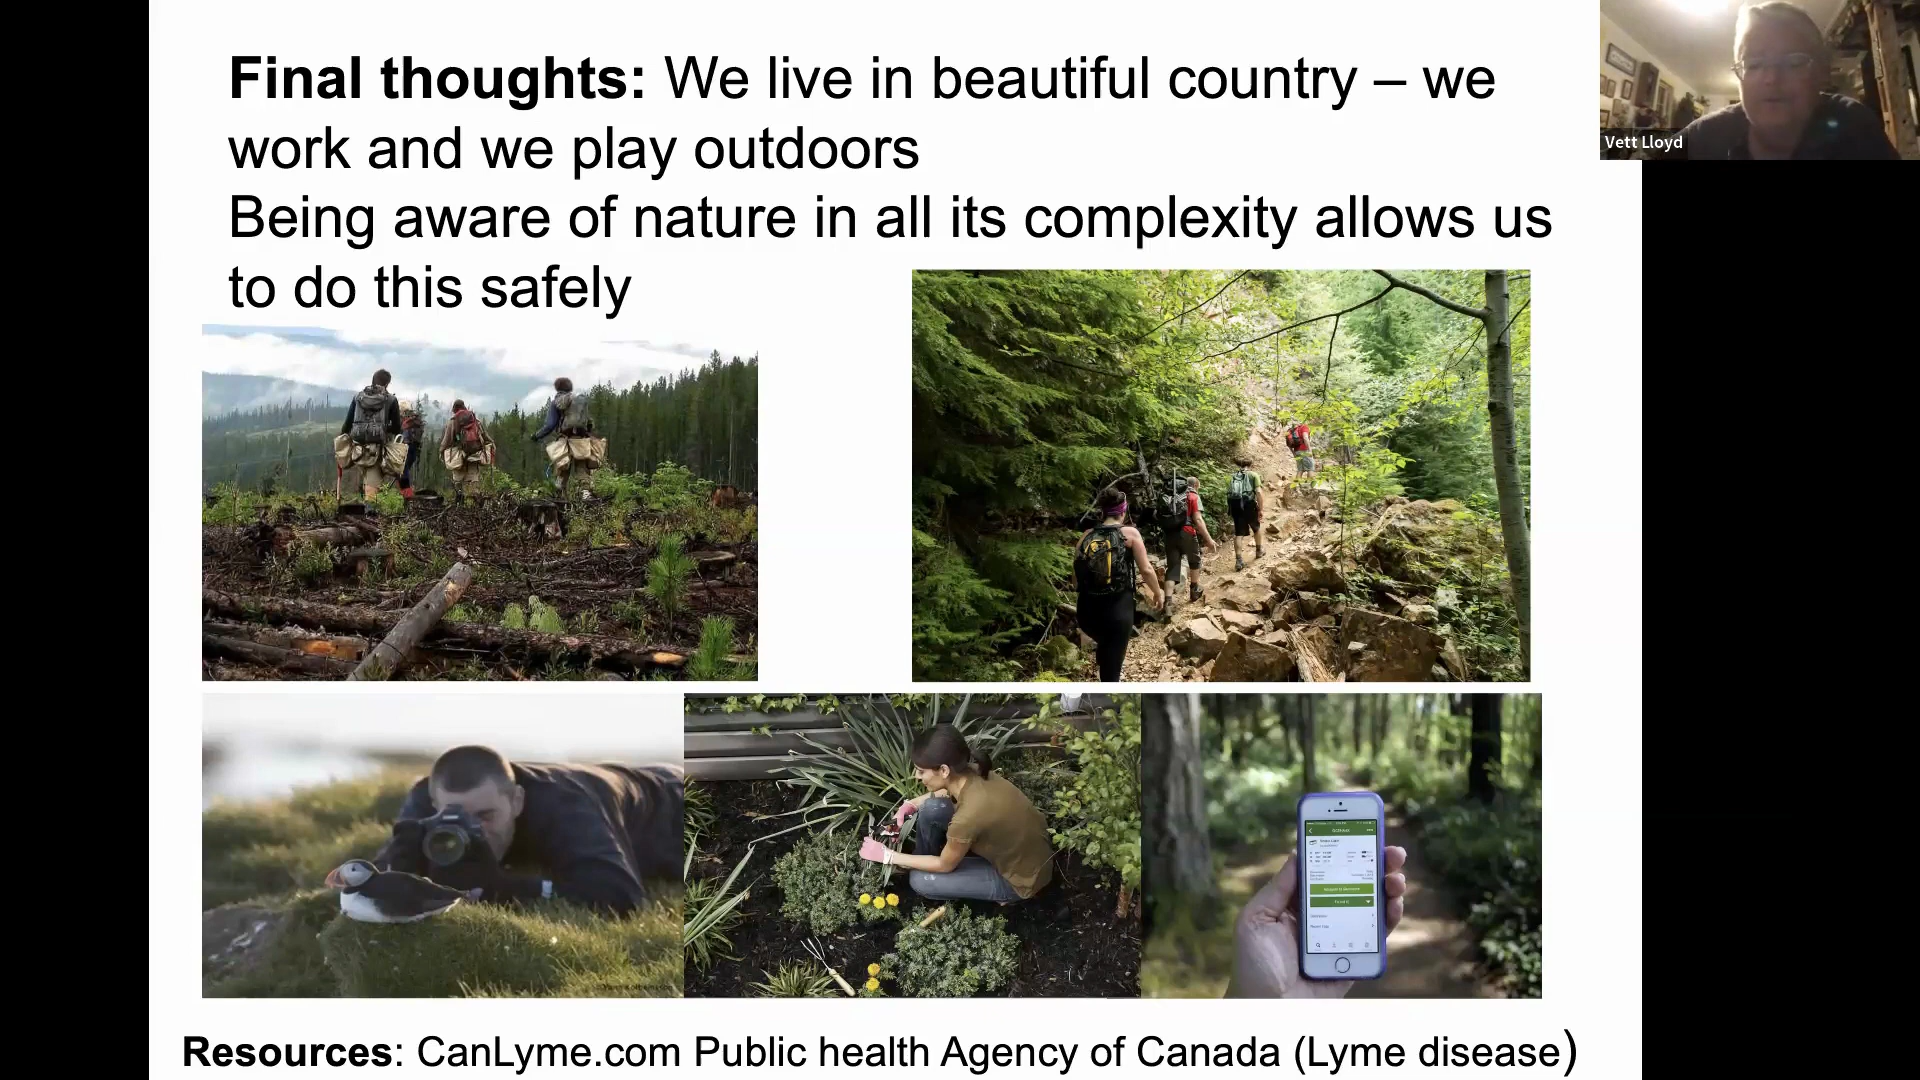 Final thoughts: We live in beautiful country – we
work and we play outdoors
Being aware of nature in all its complexity allows us
to do this safely
Vett Lloyd
Resources: CanLyme.com Public health Agency of Canada (Lyme disease)